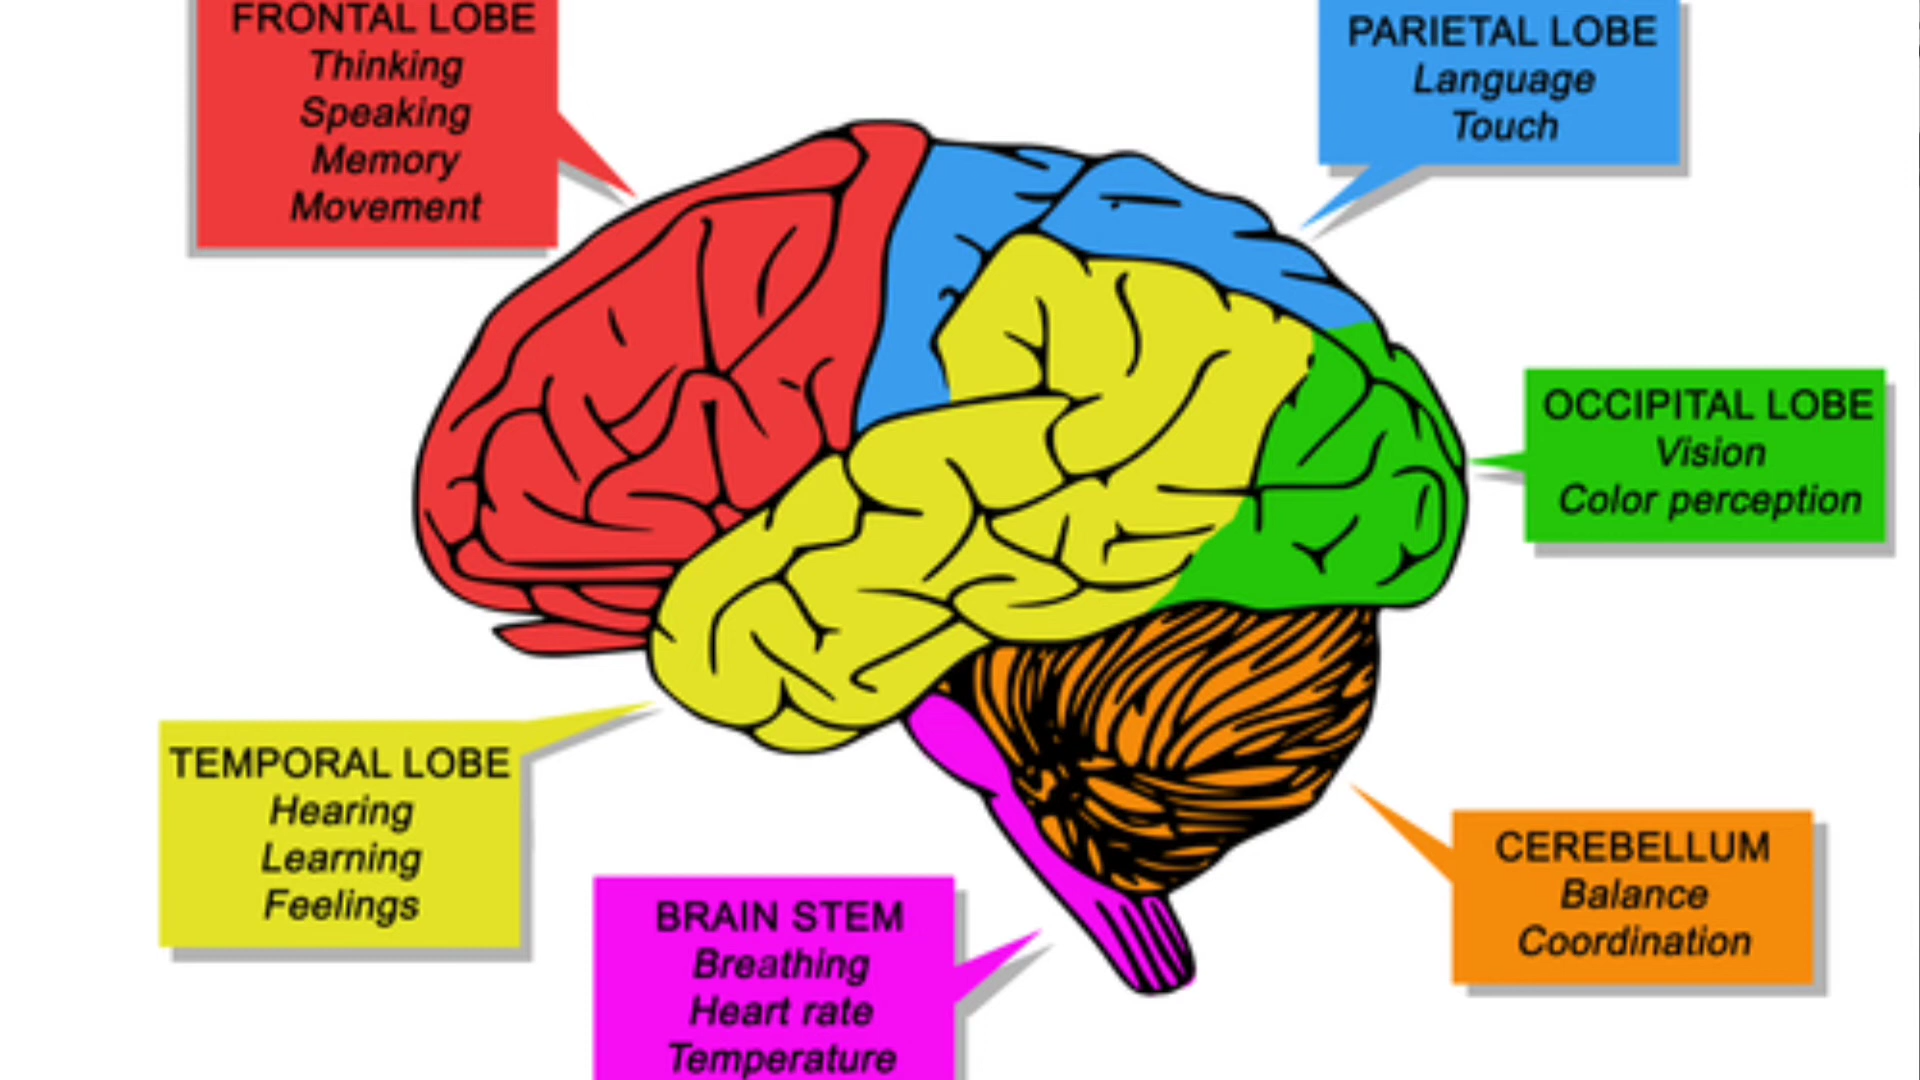 FRONTAL LOBE
Thinking
Speaking
Memory
Movement
PARIETAL LOBE
Language
Touch
OCCIPITAL LOBE
Vision
Color perception
TEMPORAL LOBE
Hearing
Learning
Feelings
BRAIN STEM
Breathing
Heart rate
Temperature
CEREBELLUM
Balance
Coordination